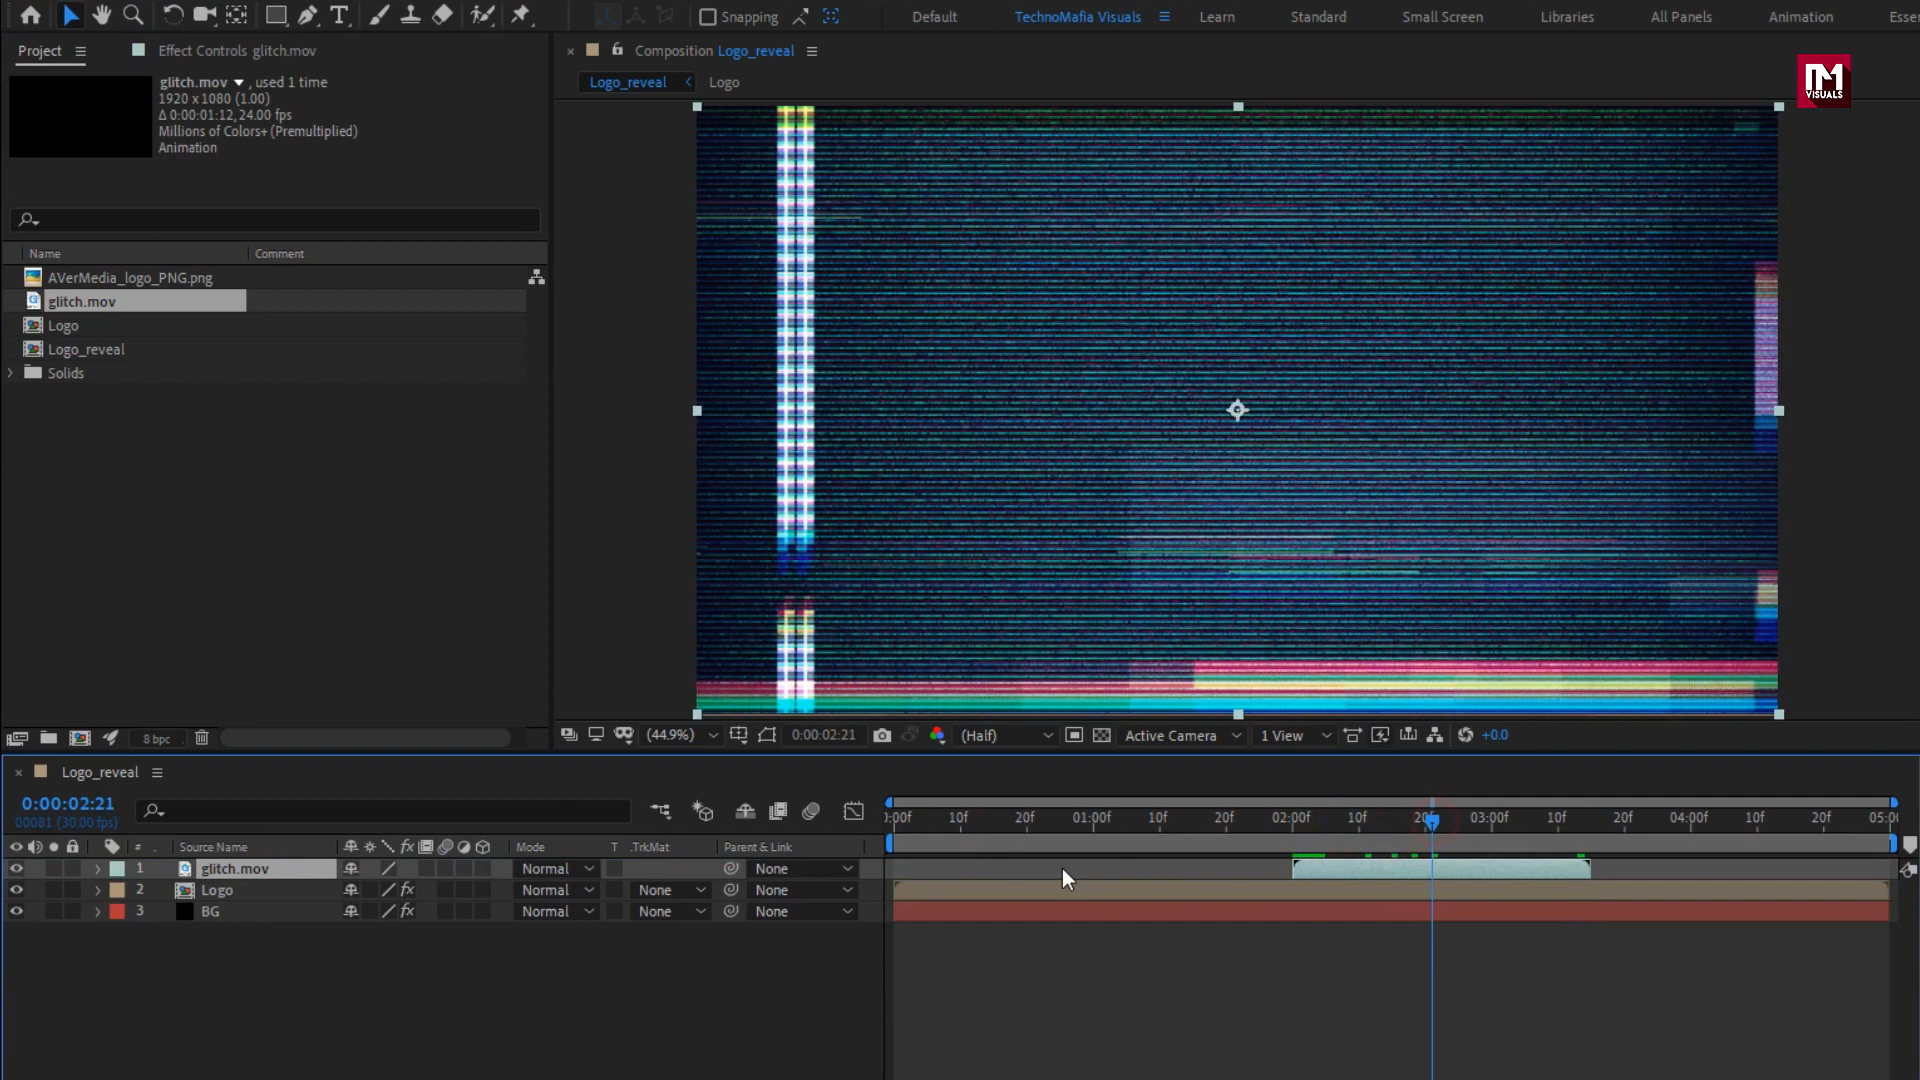 Snapping
Default
TechnoMafia Visuals
Learn
Standard
Small Screen
Libraries
All Panels
Animation
Project
Effect Controls glitch.mov
Composition Logo_reveal
glitch.mov , used 1 time
1920 x 1080 (1.00)
Δ 0:00:01:12, 24.00 fps
Millions of Colors+ (Premultiplied)
Animation
Logo_reveal
Logo
VISUALS
Name
Comment
AVerMedia_logo_PNG.png
glitch.mov
Logo
Logo_reveal
Solids
8 bpc
(44.9%)
0:00:02:21
(Half)
Active Camera
1 View
+0.0
Logo_reveal
0:00:02:21
00081 (30.00 fps)
10f
20f
01:00f
10f
20f
02:00f
10f
03:00f
10f
20f
04:00f
10f
20f
#
Source Name
fx
Mode
T .TrkMat
Parent & Link
1
glitch.mov
Normal
None
2
Logo
fx
Normal
None
None
3
BG
fx
Normal
None
None